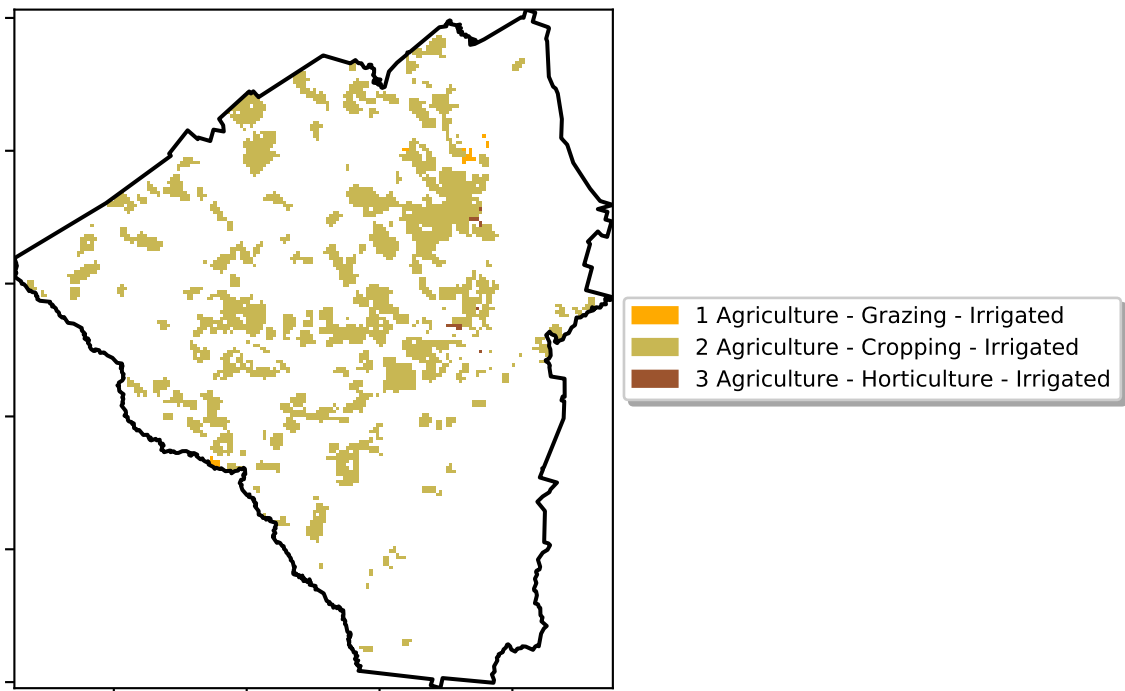 1 Agriculture - Grazing - Irrigated
2 Agriculture - Cropping - Irrigated
3 Agriculture - Horticulture - Irrigated